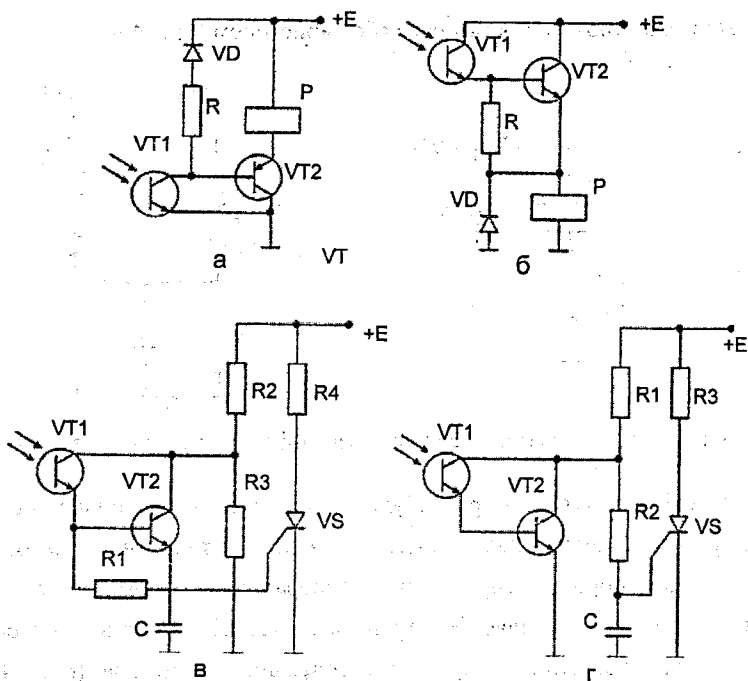 +E
VD
R
P
VT1
VT2
а
VT
+E
VT1
VT2
R
VD
P
б
+E
R2
R4
VT1
VT2
R3
VS
R1
C
в
+E
R1
R3
VT1
VT2
R2
VS
C
г